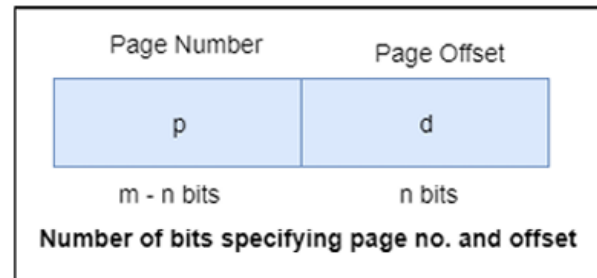 Page Number
Page Offset
p
d
m - n bits
n bits
Number of bits specifying page no. and offset